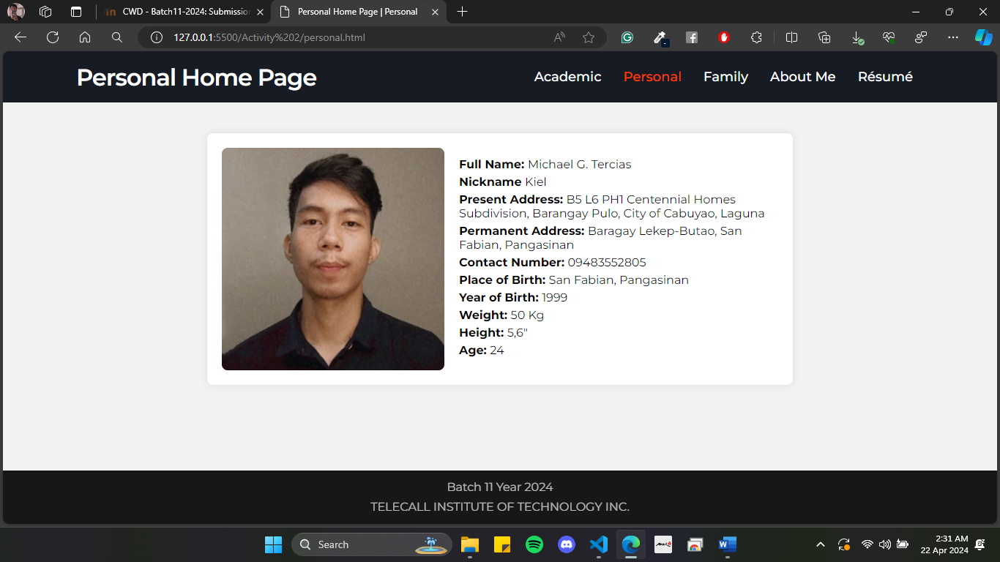 CWD - Batch11-2024: Submission
Personal Home Page | Personal
127.0.0.1:5500/Activity%202/personal.html
Personal Home Page
Academic
Personal
Family
About Me
Résumé
Full Name: Michael G. Tercias
Nickname Kiel
Present Address: B5 L6 PH1 Centennial Homes
Subdivision, Barangay Pulo, City of Cabuyao, Laguna
Permanent Address: Baragay Lekep-Butao, San
Fabian, Pangasinan
Contact Number: 09483552805
Place of Birth: San Fabian, Pangasinan
Year of Birth: 1999
Weight: 50 Kg
Height: 5,6"
Age: 24
Batch 11 Year 2024
TELECALL INSTITUTE OF TECHNOLOGY INC.
Search
2:31 AM
22 Apr 2024